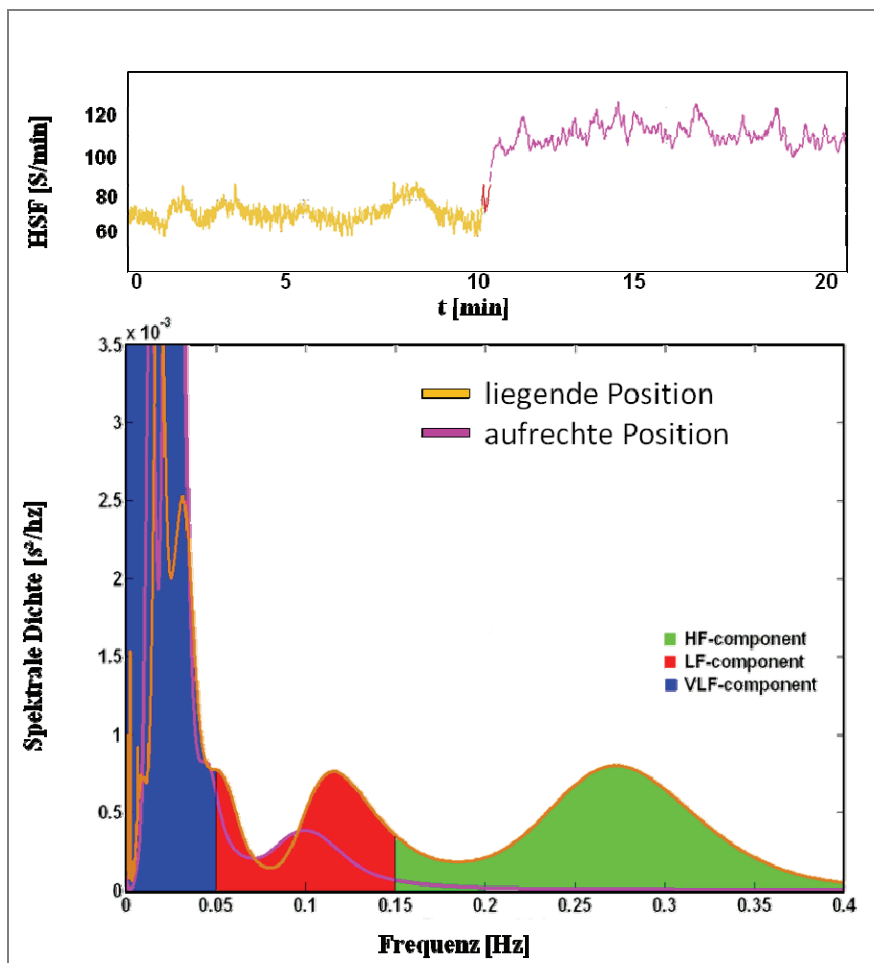 HSF [S/min]
120
100
80
60
0 5 10 15 20
t [min]
x 10⁻³
3.5
3
2.5
2
1.5
1
0.5
0
Spektrale Dichte [s²/hz]
liegende Position
aufrechte Position
HF-component
LF-component
VLF-component
0 0.05 0.1 0.15 0.2 0.25 0.3 0.35 0.4
Frequenz [Hz]